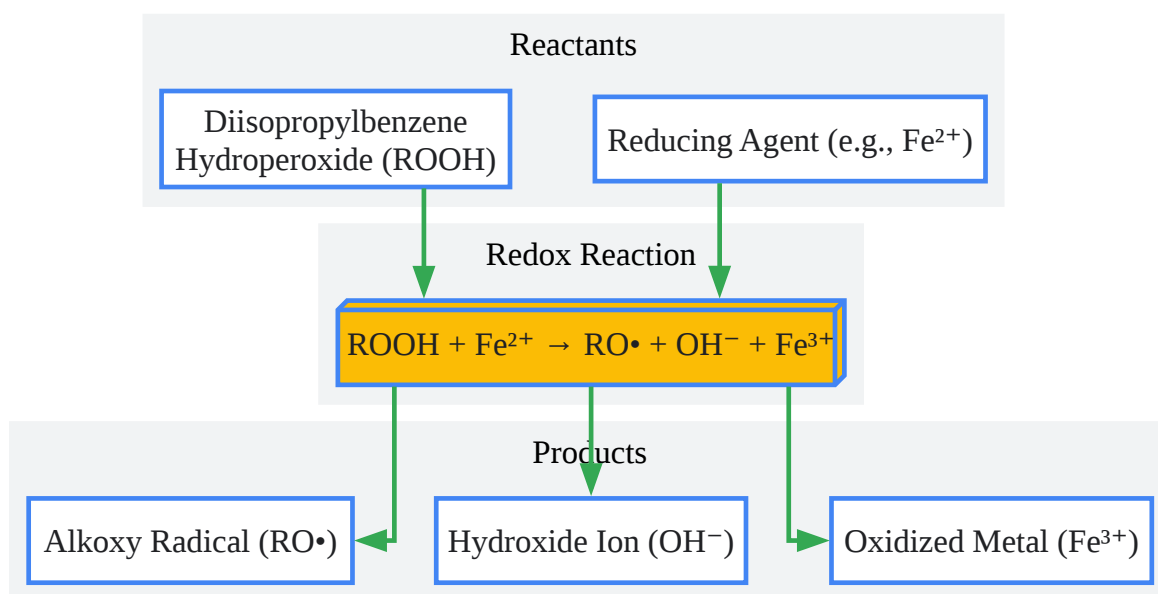 Reactants
Diisopropylbenzene
Hydroperoxide (ROOH)
Reducing Agent (e.g., Fe²⁺)
Redox Reaction
ROOH + Fe²⁺ → RO• + OH⁻ + Fe³⁺
Products
Alkoxy Radical (RO•)
Hydroxide Ion (OH⁻)
Oxidized Metal (Fe³⁺)